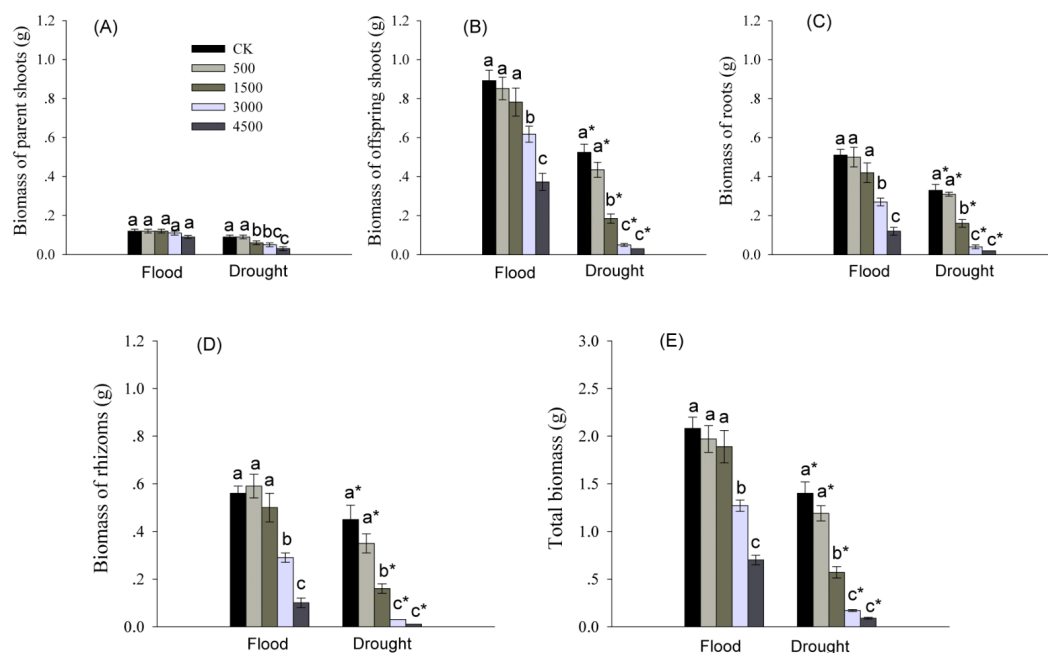 (A)
Biomass of parent shoots (g)
1.2
1.0
.8
.6
.4
.2
0.0
CK
500
1500
3000
4500
a a a a a
a a b bc c
Flood Drought
(B)
Biomass of offspring shoots (g)
1.2
1.0
.8
.6
.4
.2
0.0
a a a b c
a* a* b* c* c*
Flood Drought
(C)
Biomass of roots (g)
1.2
1.0
.8
.6
.4
.2
0.0
a a a b c
a* a* b* c* c*
Flood Drought
(D)
Biomass of rhizoms (g)
1.2
1.0
.8
.6
.4
.2
0.0
a a a b c
a* a* b* c* c*
Flood Drought
(E)
Total biomass (g)
2.5
2.0
1.5
1.0
.5
0.0
a a a b c
a* a* b* c* c*
Flood Drought